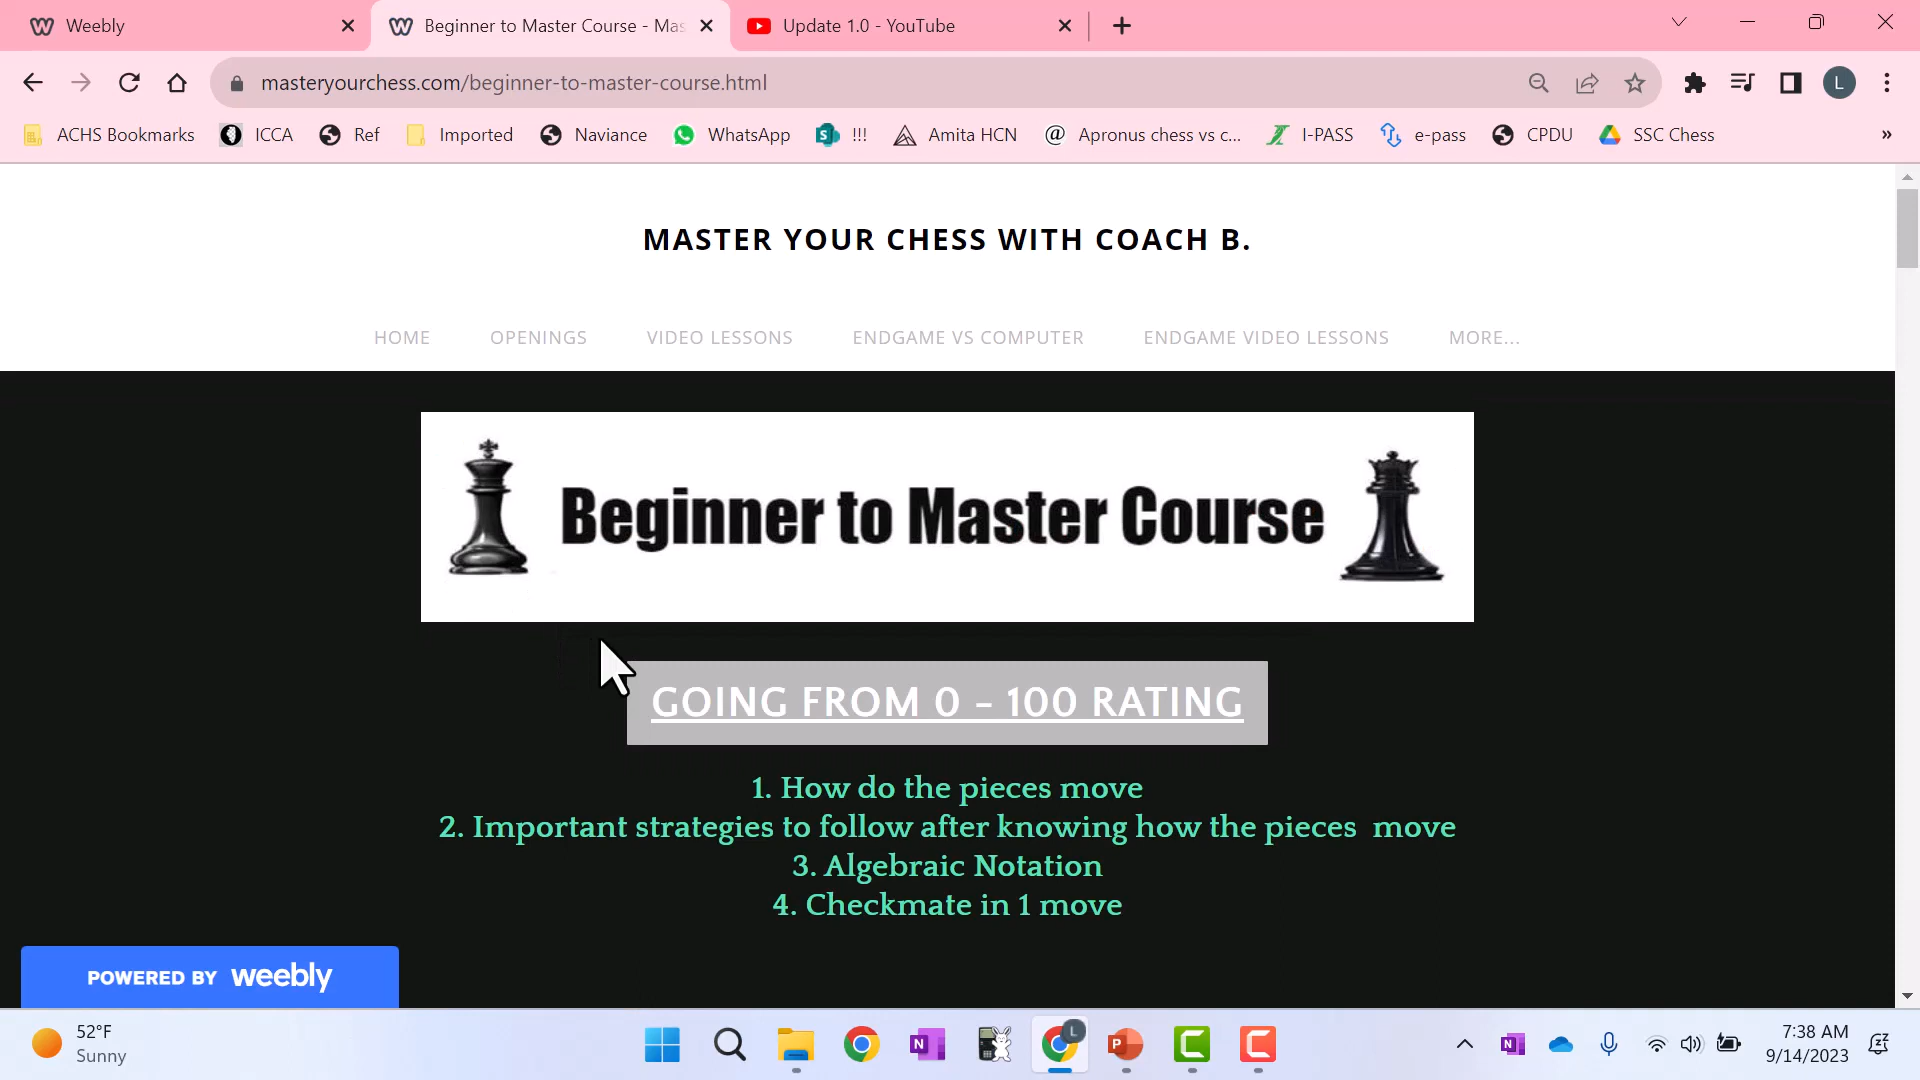 Weebly
Beginner to Master Course - Mas
Update 1.0 - YouTube
masteryourchess.com/beginner-to-master-course.html
L
ACHS Bookmarks
ICCA
Ref
Imported
Naviance
WhatsApp
!!!
Amita HCN
Apronus chess vs c...
I-PASS
e-pass
CPDU
SSC Chess
»
MASTER YOUR CHESS WITH COACH B.
HOME OPENINGS VIDEO LESSONS ENDGAME VS COMPUTER ENDGAME VIDEO LESSONS MORE...
Beginner to Master Course
GOING FROM 0 – 100 RATING
1. How do the pieces move
2. Important strategies to follow after knowing how the pieces move
3. Algebraic Notation
4. Checkmate in 1 move
POWERED BY weebly
52°F
Sunny
7:38 AM
9/14/2023